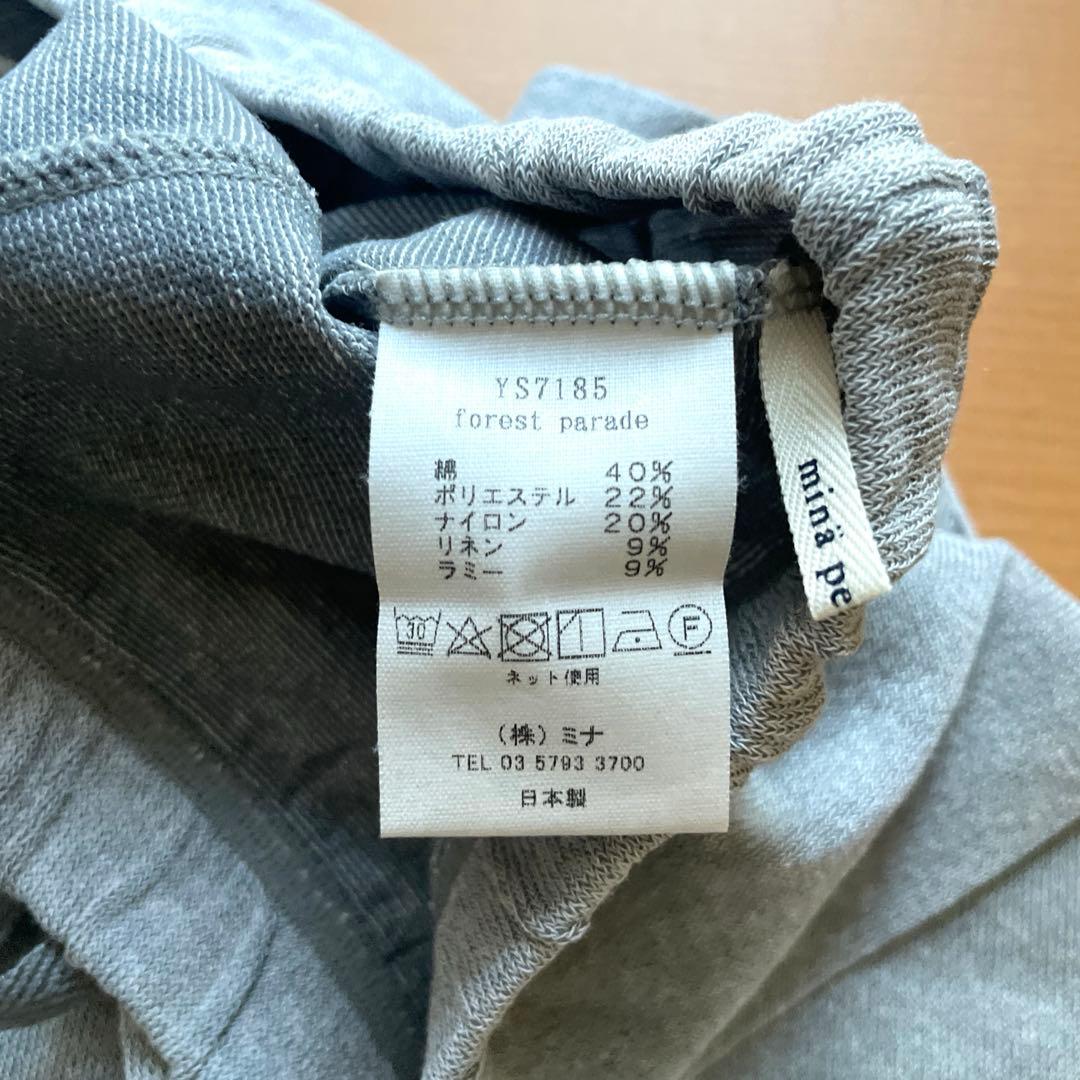 YS7185
forest parade
綿 40%
ポリエステル 22%
ナイロン 20%
リネン 9%
ラミー 9%
30
F
ネット使用
(株)ミナ
TEL 03 5793 3700
日本製
minä pe